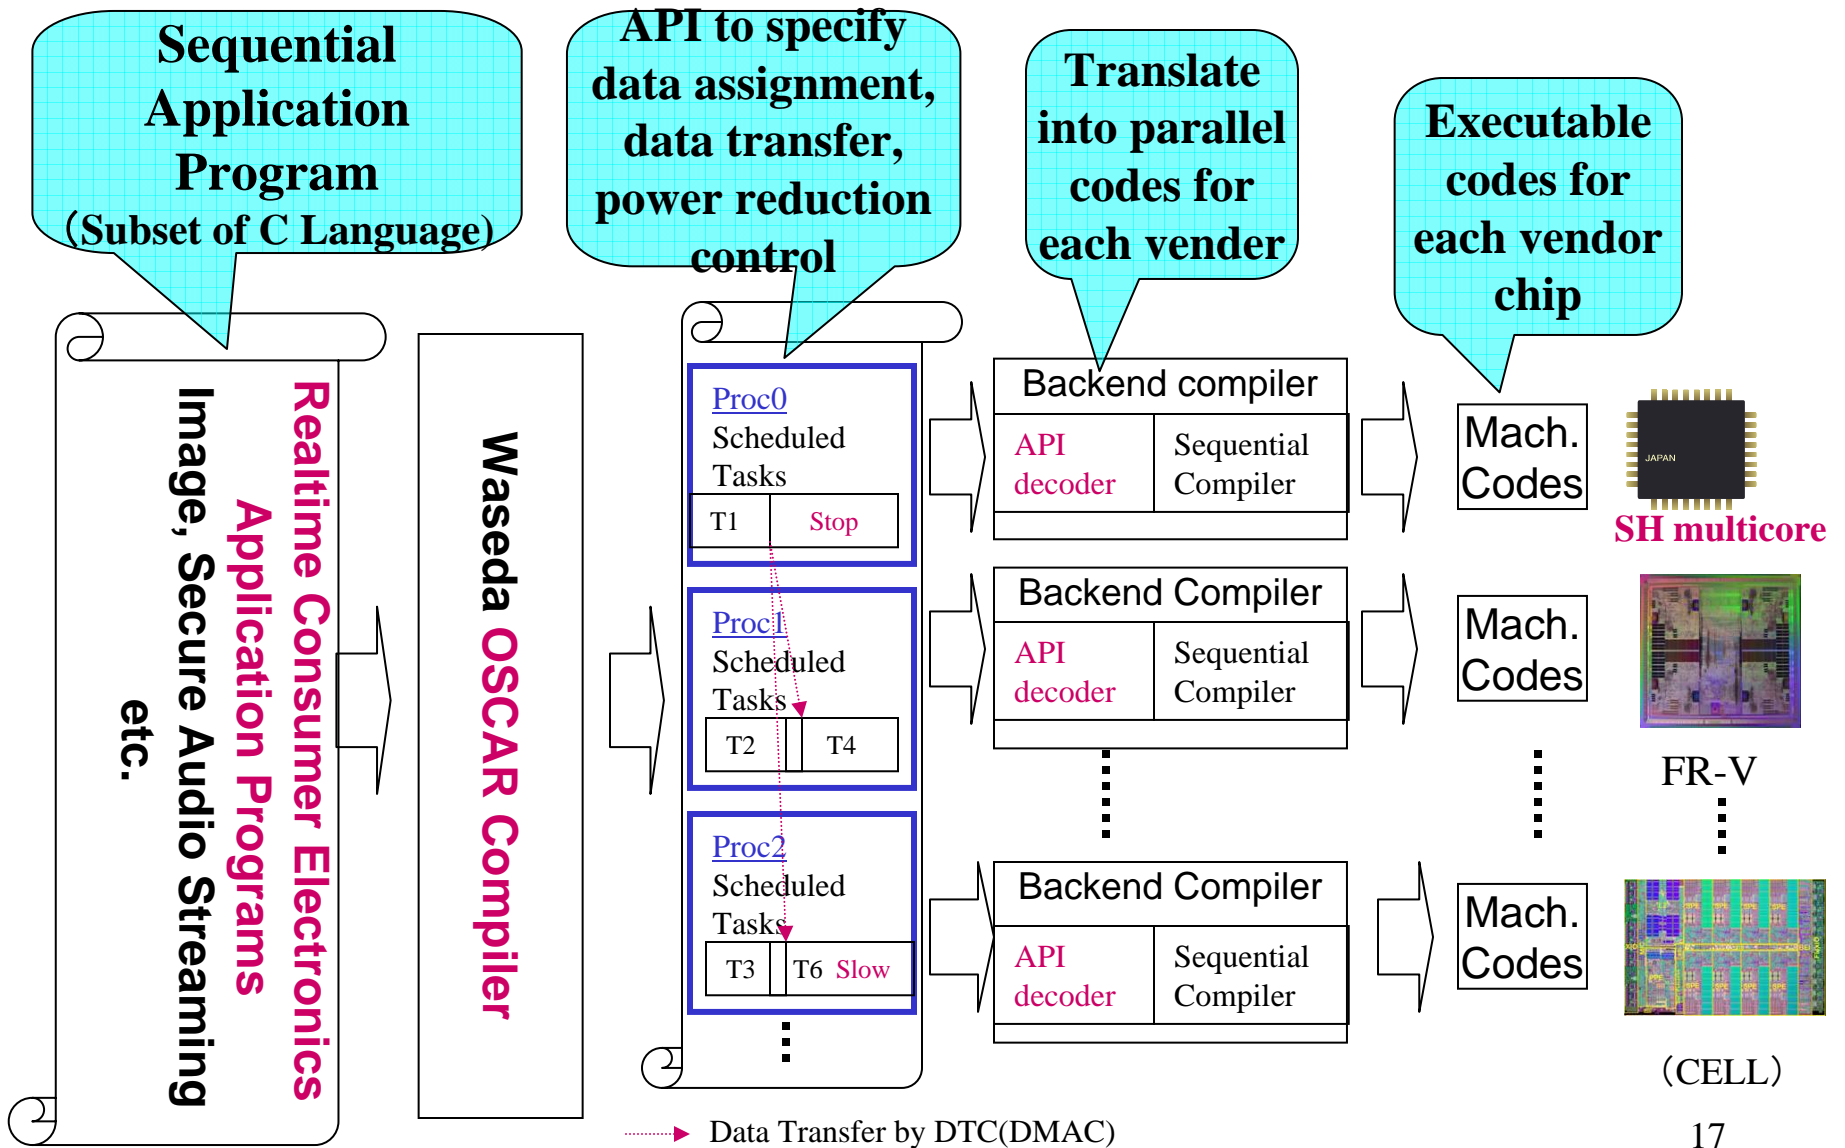 Sequential
Application
Program
（Subset of C Language)
API to specify
data assignment,
data transfer,
power reduction
control
Translate
into parallel
codes for
each vender
Executable
codes for
each vendor
chip
Realtime Consumer Electronics
Application Programs
Image, Secure Audio Streaming
etc.
Waseda OSCAR Compiler
Proc0
Scheduled
Tasks
T1 Stop
Proc1
Scheduled
Tasks
T2 T4
Proc2
Scheduled
Tasks
T3 T6 Slow
Backend compiler
API
decoder
Sequential
Compiler
Backend Compiler
API
decoder
Sequential
Compiler
Backend Compiler
API
decoder
Sequential
Compiler
Mach.
Codes
Mach.
Codes
Mach.
Codes
JAPAN
SH multicore
FR-V
（CELL）
Data Transfer by DTC(DMAC)
17